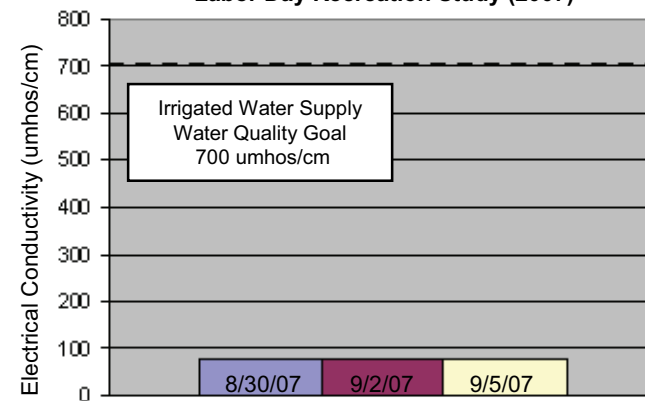 Labor Day Recreation Study (2007)
800
700
600
500
400
300
200
100
0
Electrical Conductivity (umhos/cm)
Irrigated Water Supply
Water Quality Goal
700 umhos/cm
8/30/07 9/2/07 9/5/07